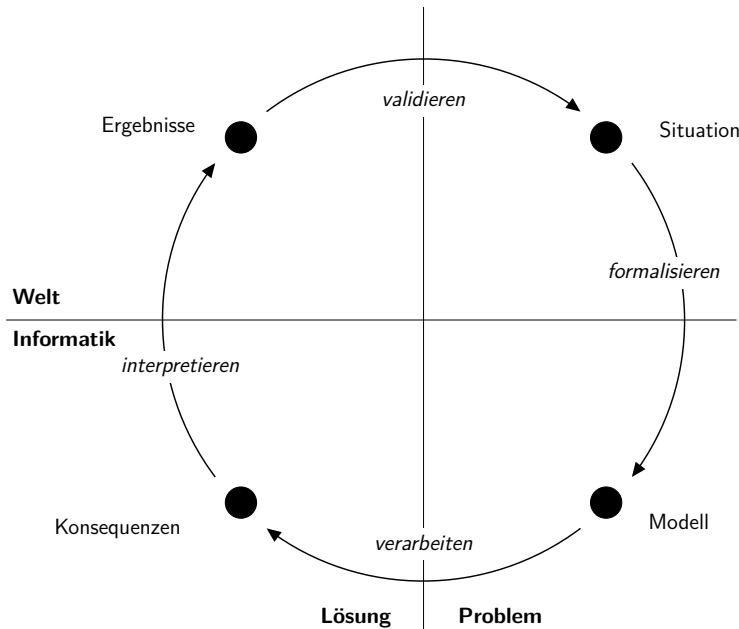 validieren
Ergebnisse
Situation
formalisieren
Welt
Informatik
interpretieren
Konsequenzen
Modell
verarbeiten
Lösung
Problem